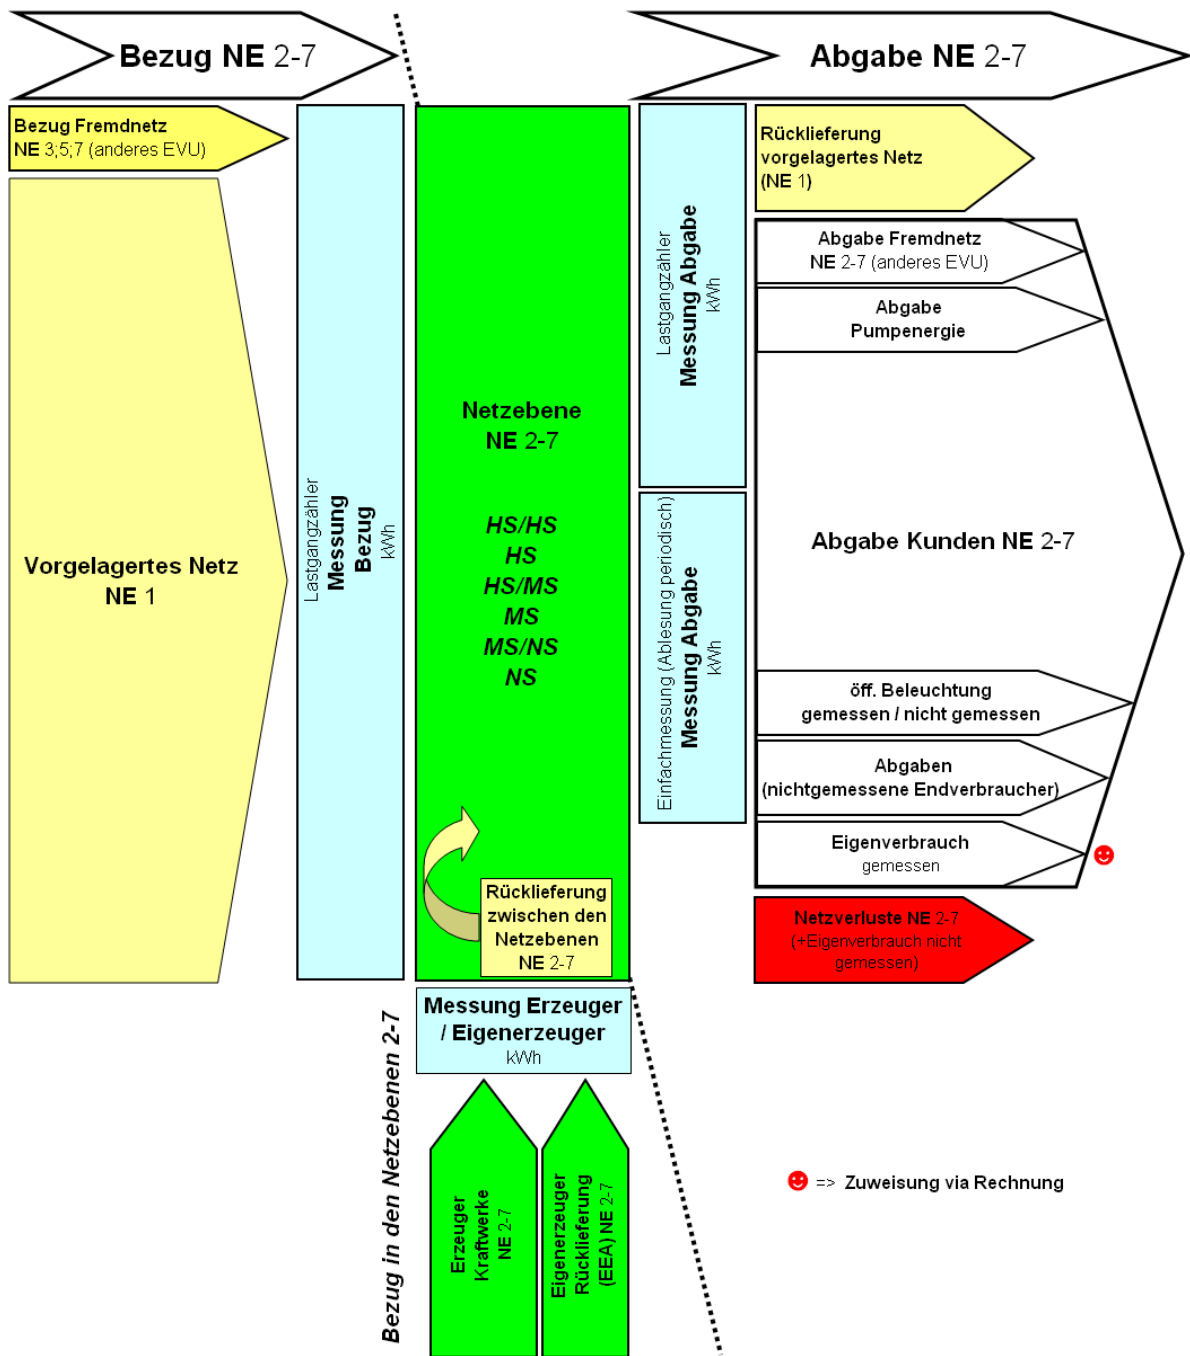 Bezug NE 2-7
Abgabe NE 2-7
Bezug Fremdnetz
NE 3;5;7 (anderes EVU)
Vorgelagertes Netz
NE 1
Lastgangzähler
Messung
Bezug
kWh
Netzebene
NE 2-7
HS/HS
HS
HS/MS
MS
MS/NS
NS
Rücklieferung
zwischen den
Netzebenen
NE 2-7
Lastgangzähler
Messung Abgabe
kWh
Einfachmessung (Ablesung periodisch)
Messung Abgabe
kWh
Rücklieferung
vorgelagertes Netz
(NE 1)
Abgabe Fremdnetz
NE 2-7 (anderes EVU)
Abgabe
Pumpenergie
Abgabe Kunden NE 2-7
öff. Beleuchtung
gemessen / nicht gemessen
Abgaben
(nichtgemessene Endverbraucher)
Eigenverbrauch
gemessen
Netzverluste NE 2-7
(+Eigenverbrauch nicht
gemessen)
Bezug in den Netzebenen 2-7
Messung Erzeuger
/ Eigenerzeuger
kWh
Erzeuger
Kraftwerke
NE 2-7
Eigenerzeuger
Rücklieferung
(EEA) NE 2-7
=> Zuweisung via Rechnung